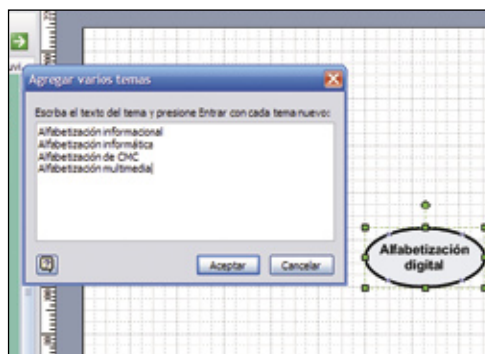 Agregar varios temas
Escriba el texto del tema y presione Entrar con cada tema nuevo:
Alfabetización informacional
Alfabetización informática
Alfabetización de CMC
Alfabetización multimedia
Aceptar
Cancelar
Alfabetización
digital